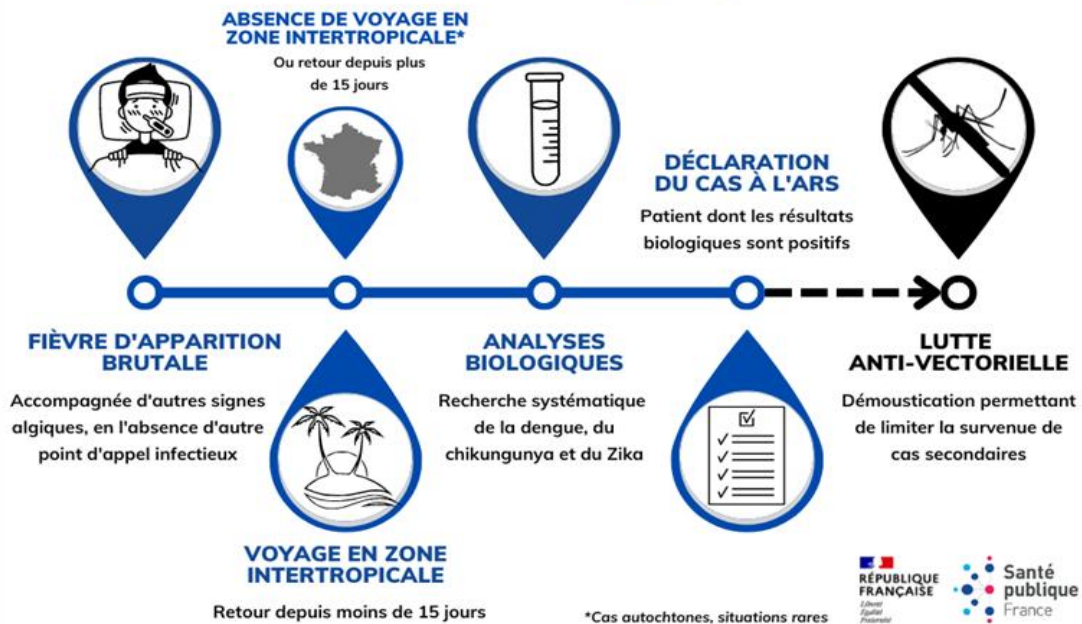 ABSENCE DE VOYAGE EN
ZONE INTERTROPICALE*
Ou retour depuis plus
de 15 jours
DÉCLARATION
DU CAS À L'ARS
Patient dont les résultats
biologiques sont positifs
FIÈVRE D'APPARITION
BRUTALE
Accompagnée d'autres signes
algiques, en l'absence d'autre
point d'appel infectieux
ANALYSES
BIOLOGIQUES
Recherche systématique
de la dengue, du
chikungunya et du Zika
LUTTE
ANTI-VECTORIELLE
Démoustication permettant
de limiter la survenue de
cas secondaires
VOYAGE EN ZONE
INTERTROPICALE
Retour depuis moins de 15 jours
*Cas autochtones, situations rares
RÉPUBLIQUE
FRANÇAISE
Liberté
Égalité
Fraternité
Santé
publique
France